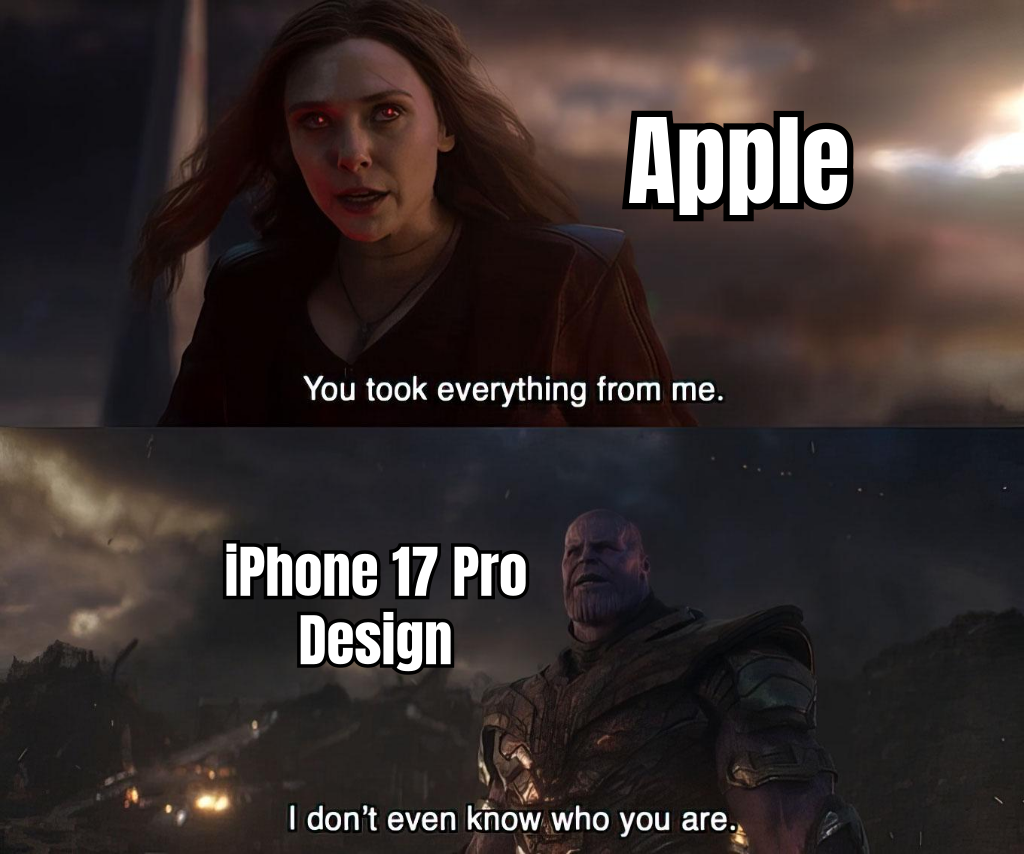 Apple
You took everything from me.
iPhone 17 Pro
Design
I don't even know who you are.